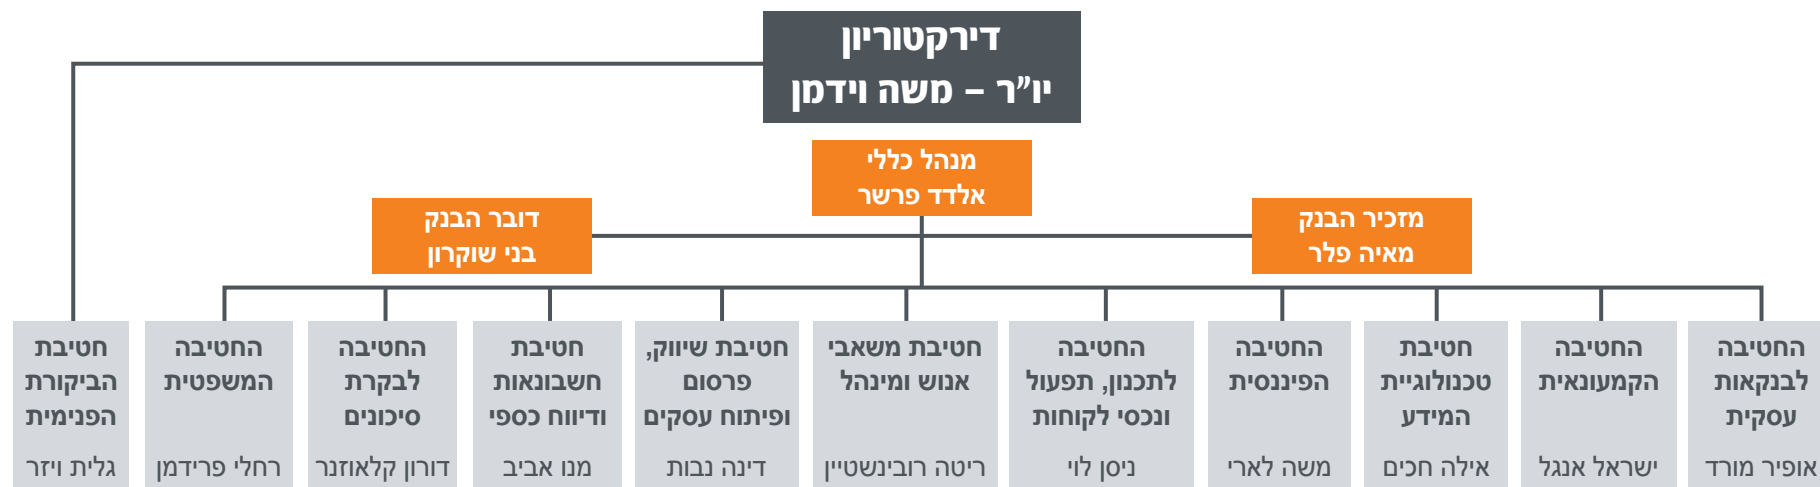 דירקטוריון
יו"ר – משה וידמן
מנהל כללי
אלדד פרשר
מזכיר הבנק
מאיה פלר
דובר הבנק
בני שוקרון
החטיבה
לבנקאות
עסקית
אופיר מורד
החטיבה
הקמעונאית
ישראל אנגל
חטיבת
טכנולוגיית
המידע
אילה חכים
החטיבה
הפיננסית
משה לארי
החטיבה
לתכנון, תפעול
ונכסי לקוחות
ניסן לוי
חטיבת משאבי
אנוש ומינהל
ריטה רובינשטיין
חטיבת שיווק,
פרסום
ופיתוח עסקים
דינה נבות
חטיבת
חשבונאות
ודיווח כספי
מנו אביב
החטיבה
לבקרת
סיכונים
דורון קלאוזנר
החטיבה
המשפטית
רחלי פרידמן
חטיבת
הביקורת
הפנימית
גלית ויזר